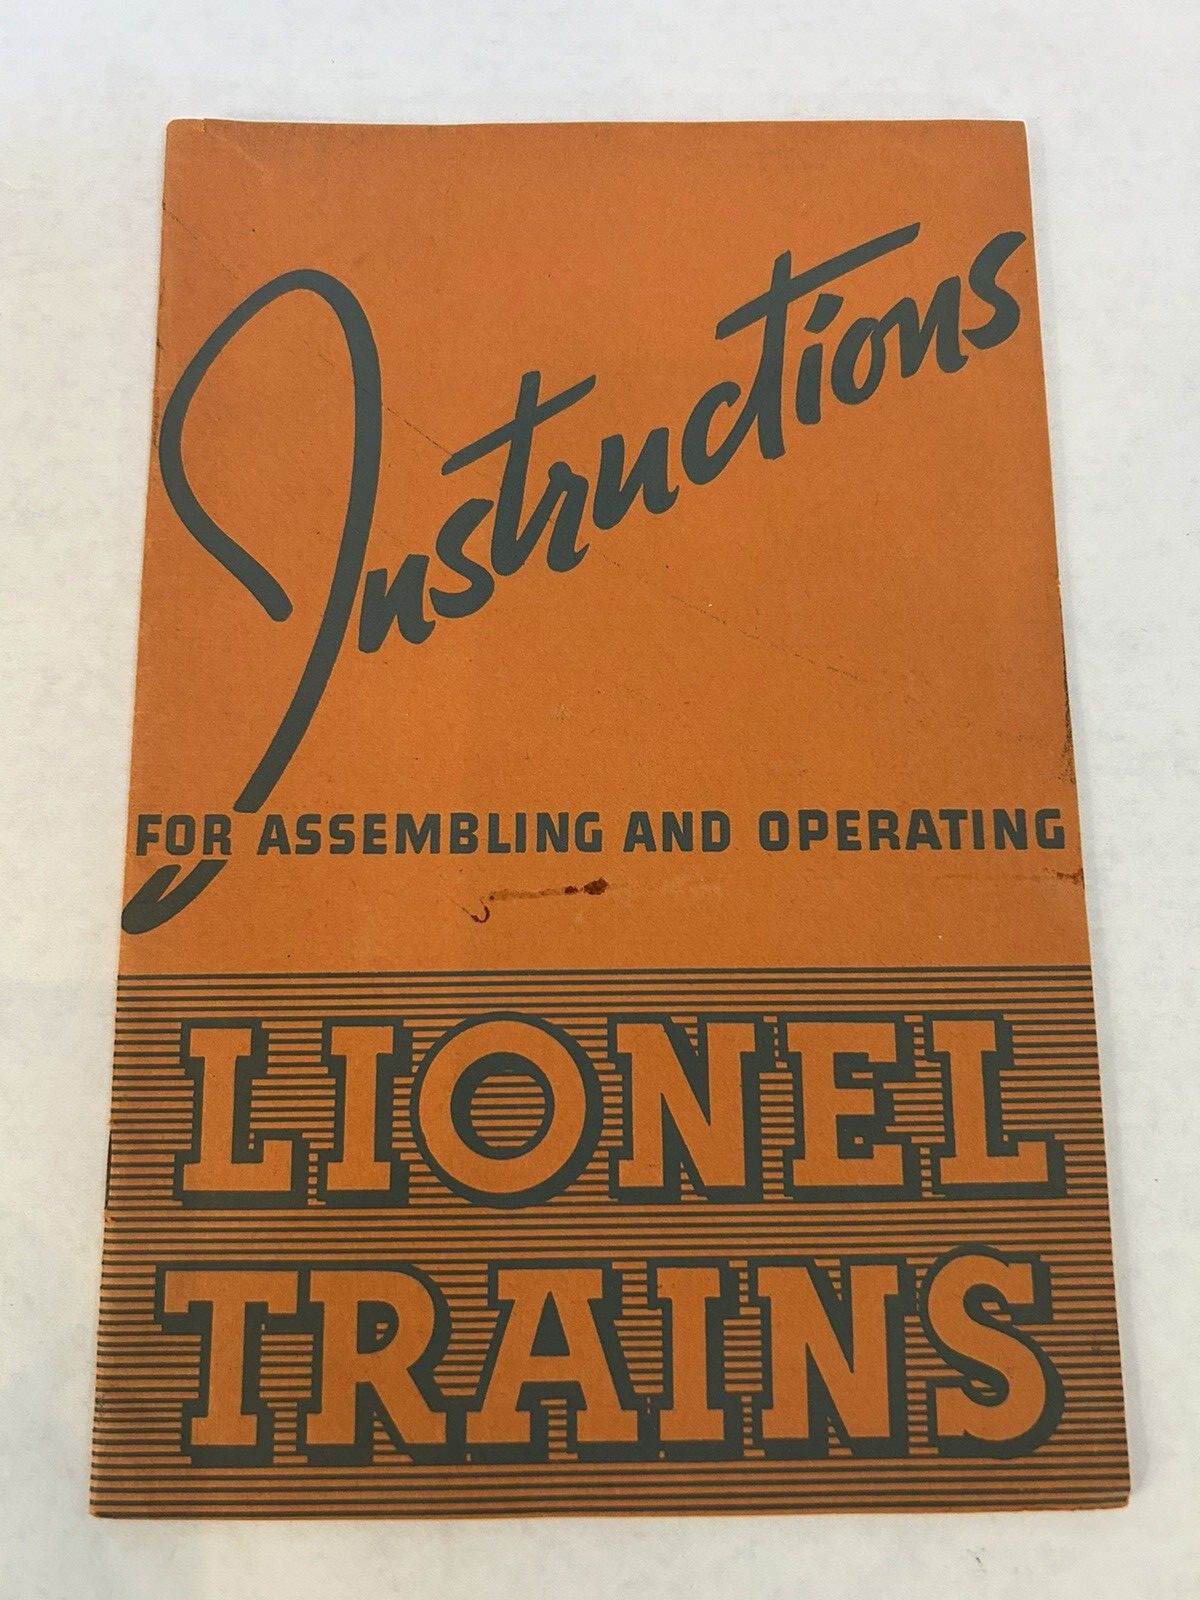 Instructions
FOR ASSEMBLING AND OPERATING
LIONEL
TRAINS